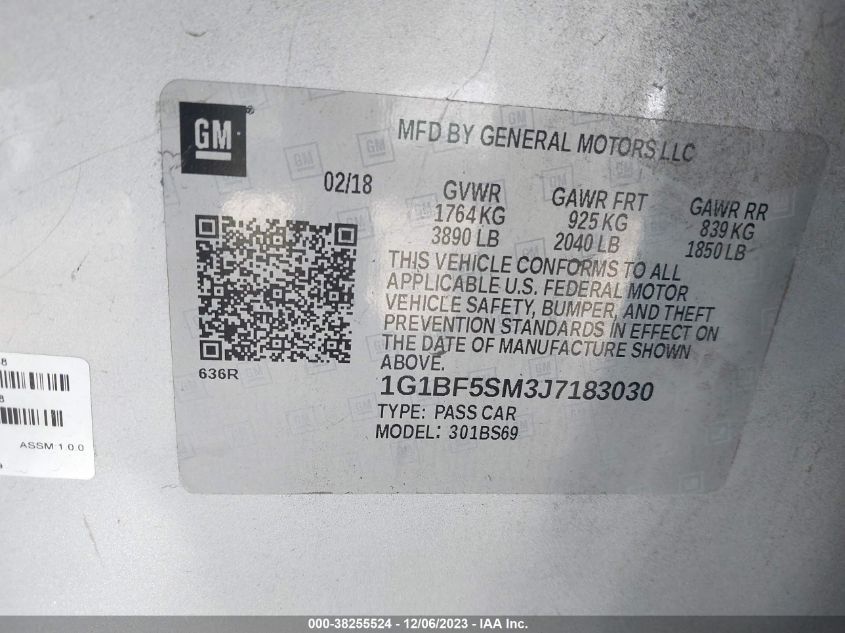 GM
MFD BY GENERAL MOTORS LLC
02/18
GVWR
1764 KG
3890 LB
GAWR FRT
925 KG
2040 LB
GAWR RR
839 KG
1850 LB
THIS VEHICLE CONFORMS TO ALL
APPLICABLE U.S. FEDERAL MOTOR
VEHICLE SAFETY, BUMPER, AND THEFT
PREVENTION STANDARDS IN EFFECT ON
THE DATE OF MANUFACTURE SHOWN
ABOVE.
636R
1G1BF5SM3J7183030
TYPE: PASS CAR
MODEL: 301BS69
ASSM 1.0.0
000-38255524 - 12/06/2023 - IAA Inc.